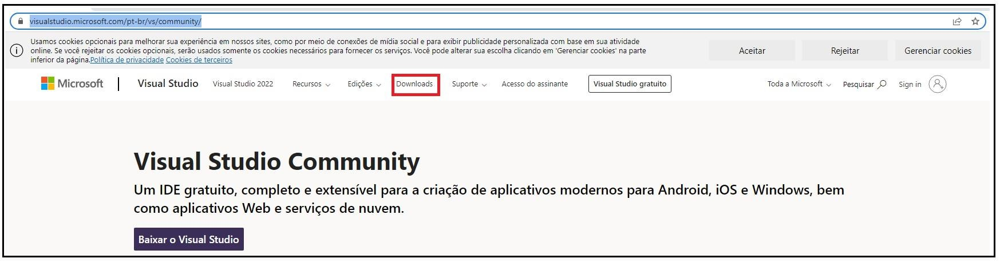 visualstudio.microsoft.com/pt-br/vs/community/
Usamos cookies opcionais para melhorar sua experiência em nossos sites, como por meio de conexões de mídia social e para exibir publicidade personalizada com base em sua atividade
online. Se você rejeitar os cookies opcionais, serão usados somente os cookies necessários para fornecer os serviços. Você pode alterar sua escolha clicando em 'Gerenciar cookies' na parte
inferior da página.Política de privacidade Cookies de terceiros
Aceitar Rejeitar Gerenciar cookies
Microsoft Visual Studio Visual Studio 2022 Recursos Edições Downloads Suporte Acesso do assinante Visual Studio gratuito Toda a Microsoft Pesquisar Sign in
Visual Studio Community
Um IDE gratuito, completo e extensível para a criação de aplicativos modernos para Android, iOS e Windows, bem
como aplicativos Web e serviços de nuvem.
Baixar o Visual Studio